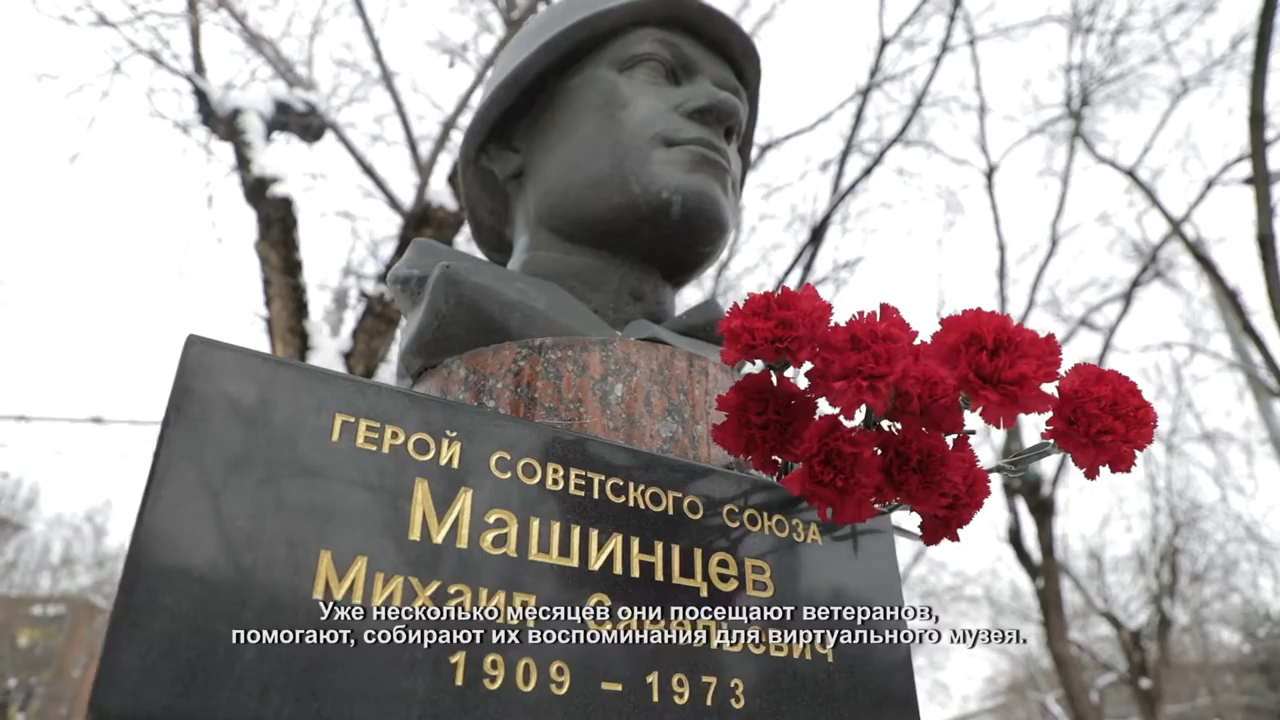 ГЕРОЙ СОВЕТСКОГО СОЮЗА
Машинцев
Михаил Савельевич
Уже несколько месяцев они посещают ветеранов,
помогают, собирают их воспоминания для виртуального музея.
1909 – 1973